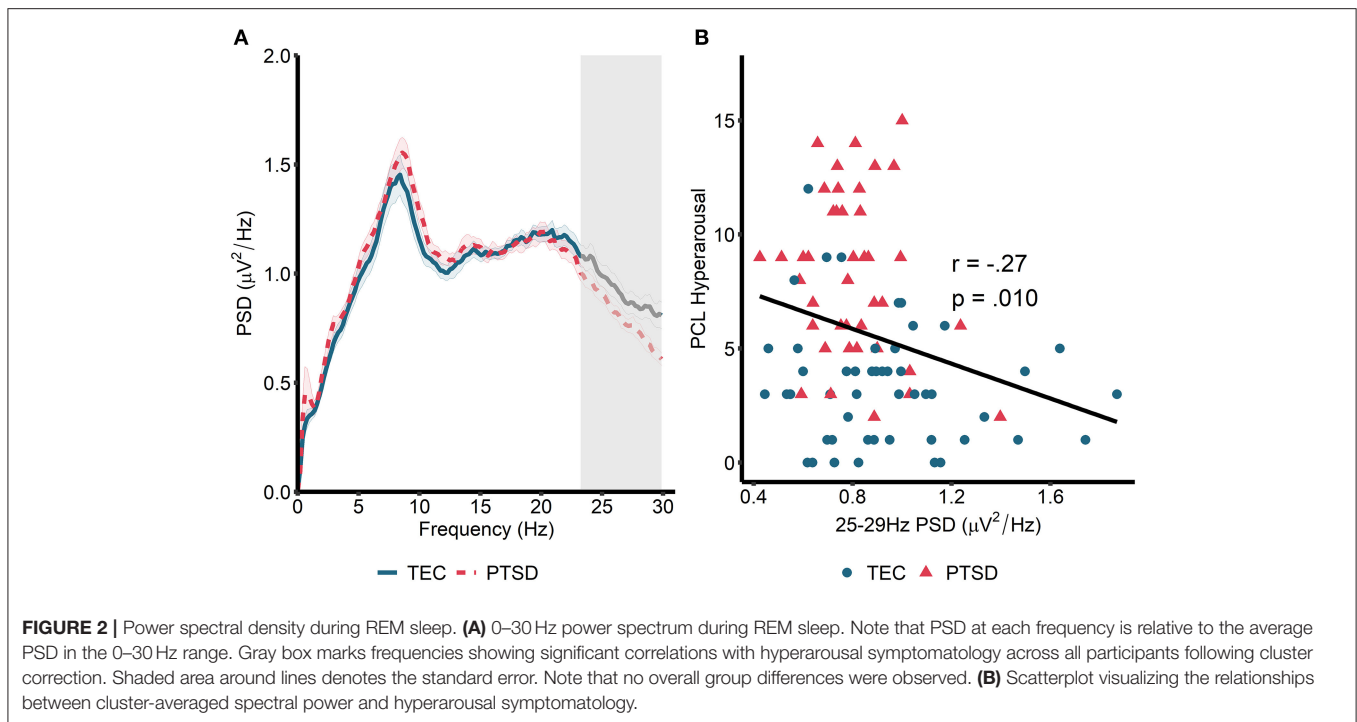 A
2.0
1.5
1.0
0.5
0.0
PSD (μV²/Hz)
0 5 10 15 20 25 30
Frequency (Hz)
TEC PTSD
B
15
10
5
0
PCL Hyperarousal
r = -.27
p = .010
0.4 0.8 1.2 1.6
25-29Hz PSD (μV²/Hz)
TEC PTSD
FIGURE 2 | Power spectral density during REM sleep. (A) 0–30 Hz power spectrum during REM sleep. Note that PSD at each frequency is relative to the average
PSD in the 0–30 Hz range. Gray box marks frequencies showing significant correlations with hyperarousal symptomatology across all participants following cluster
correction. Shaded area around lines denotes the standard error. Note that no overall group differences were observed. (B) Scatterplot visualizing the relationships
between cluster-averaged spectral power and hyperarousal symptomatology.